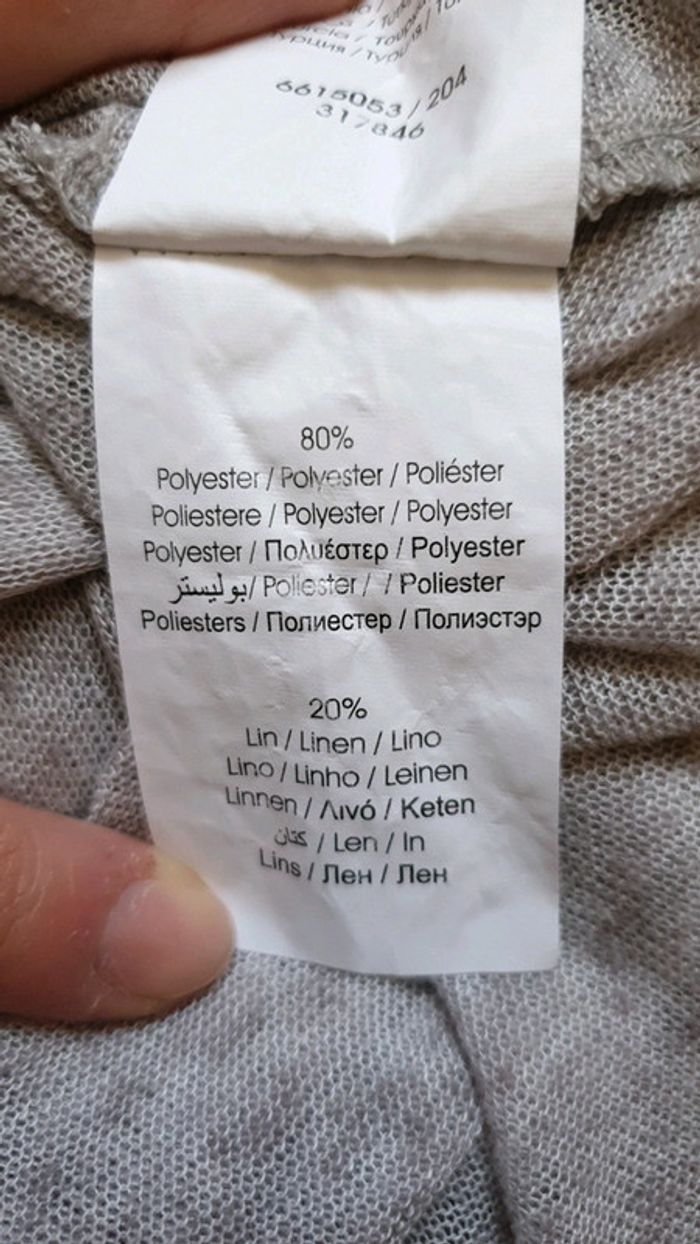 6615053 / 204
317846
80%
Polyester / Polyester / Poliéster
Poliestere / Polyester / Polyester
Polyester / Πολυέστερ / Polyester
بوليستر / Poliester / / Poliester
Poliesters / Полиестер / Полиэстэр
20%
Lin / Linen / Lino
Lino / Linho / Leinen
Linnen / Λινό / Keten
كتان / Len / In
Lins / Лен / Лен